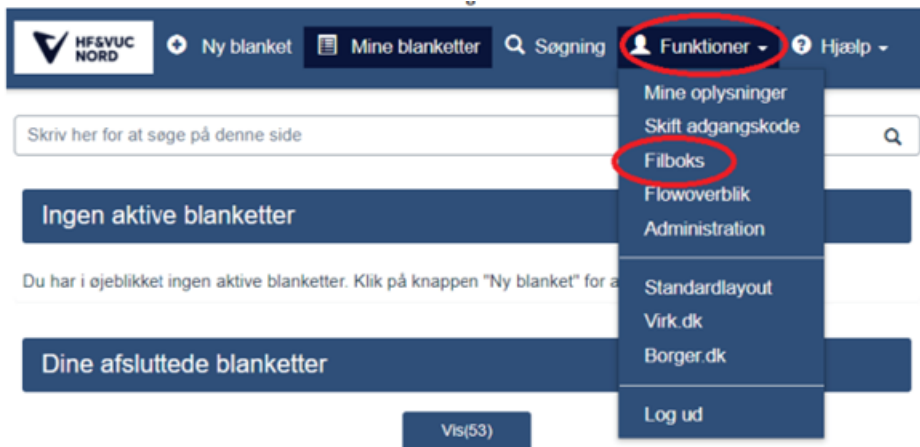 HF&VUC
NORD
Ny blanket
Mine blanketter
Søgning
Funktioner
Hjælp
Mine oplysninger
Skift adgangskode
Filboks
Flowoverblik
Administration
Standardlayout
Virk.dk
Borger.dk
Log ud
Skriv her for at søge på denne side
Ingen aktive blanketter
Du har i øjeblikket ingen aktive blanketter. Klik på knappen "Ny blanket" for a
Dine afsluttede blanketter
Vis(53)